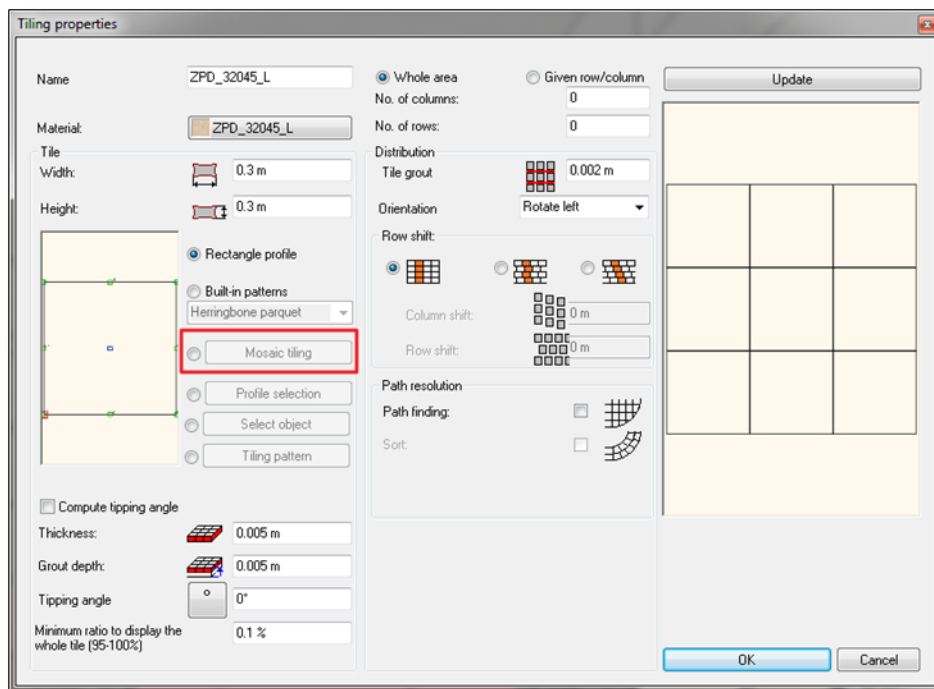 Tiling properties
Name
ZPD_32045_L
Material:
ZPD_32045_L
Tile
Width:
0.3 m
Height:
0.3 m
Rectangle profile
Built-in patterns
Herringbone parquet
Mosaic tiling
Profile selection
Select object
Tiling pattern
Compute tipping angle
Thickness:
0.005 m
Grout depth:
0.005 m
Tipping angle
0°
Minimum ratio to display the
whole tile (95-100%)
0.1 %
Whole area
Given row/column
No. of columns:
0
No. of rows:
0
Distribution
Tile grout
0.002 m
Orientation
Rotate left
Row shift:
Column shift:
0 m
Row shift:
0 m
Path resolution
Path finding:
Sort:
Update
OK
Cancel